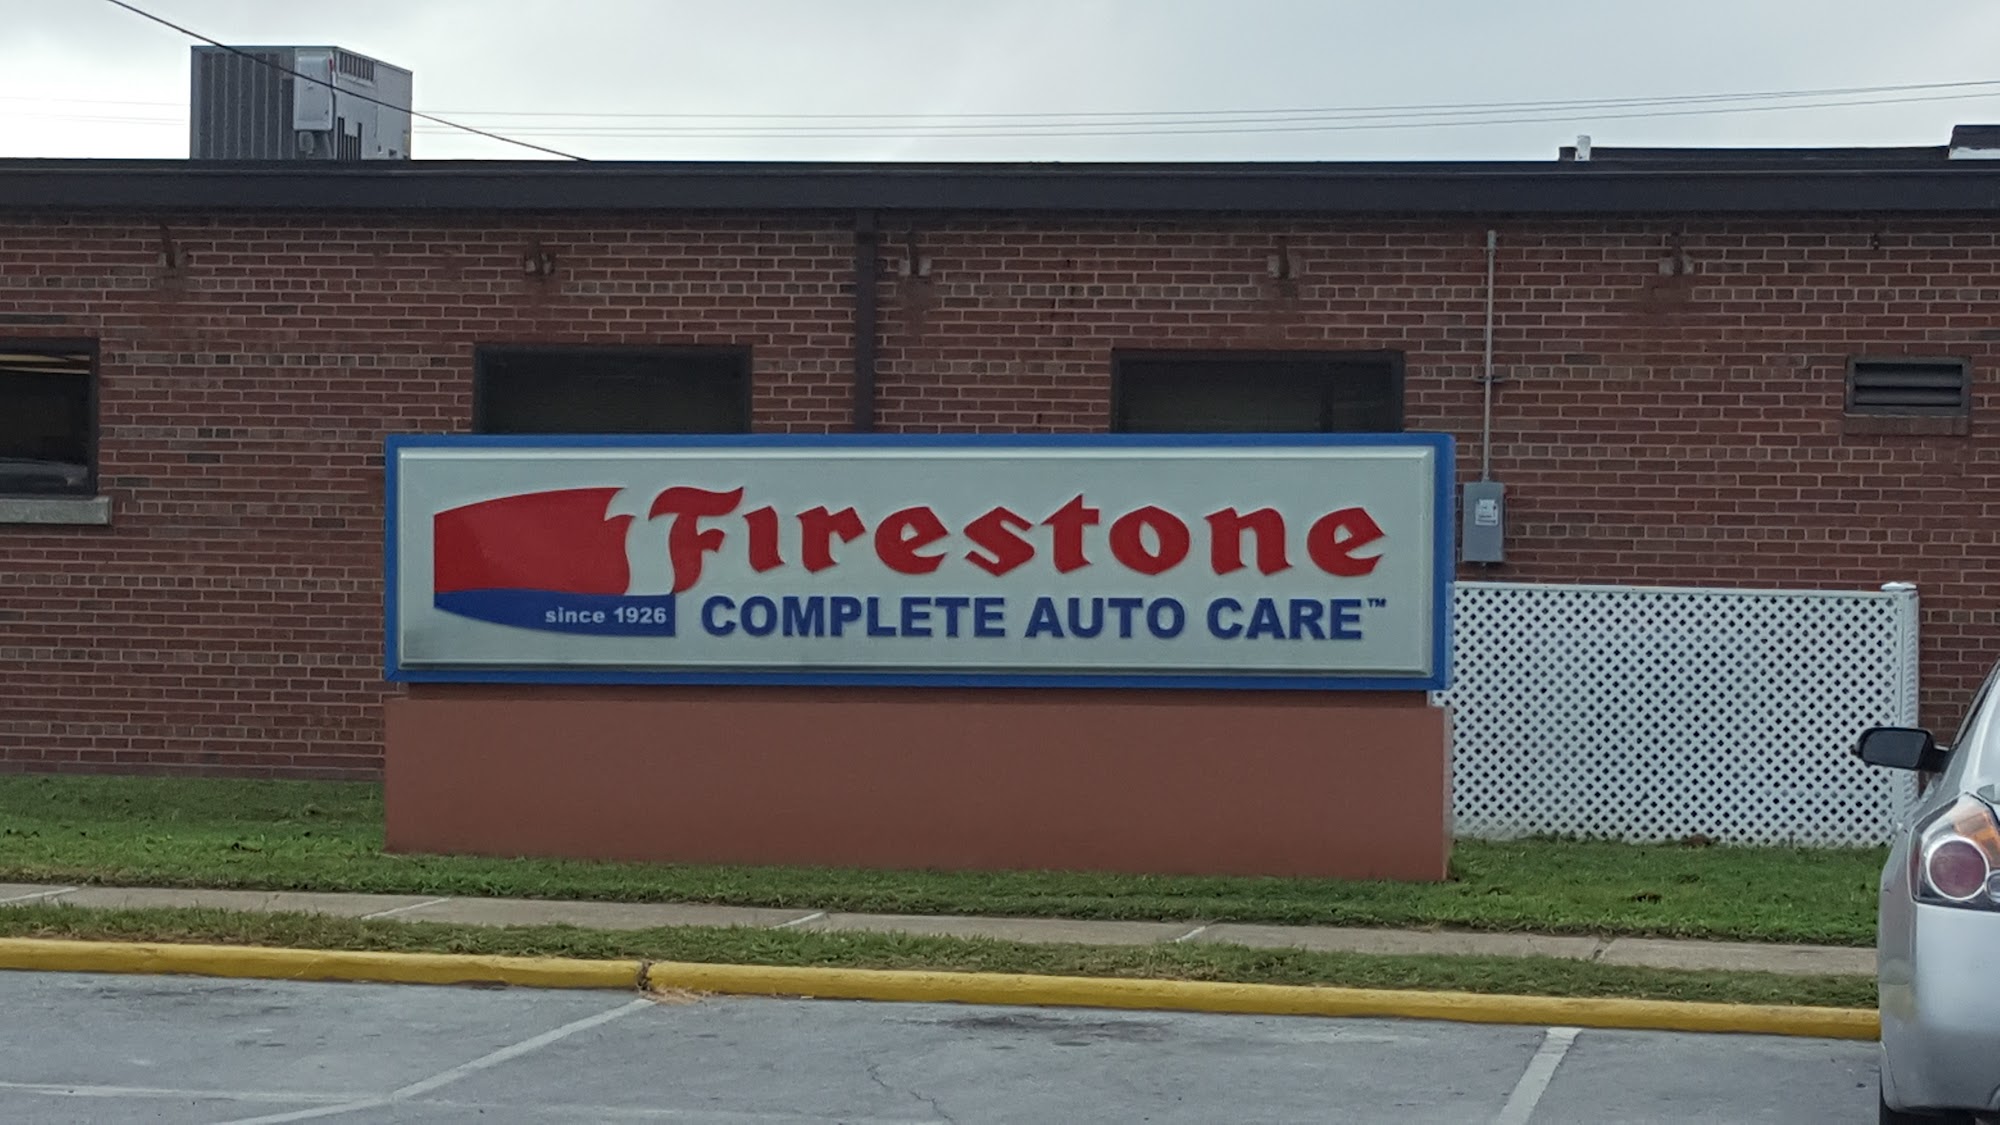 Firestone
since 1926
COMPLETE AUTO CARE™